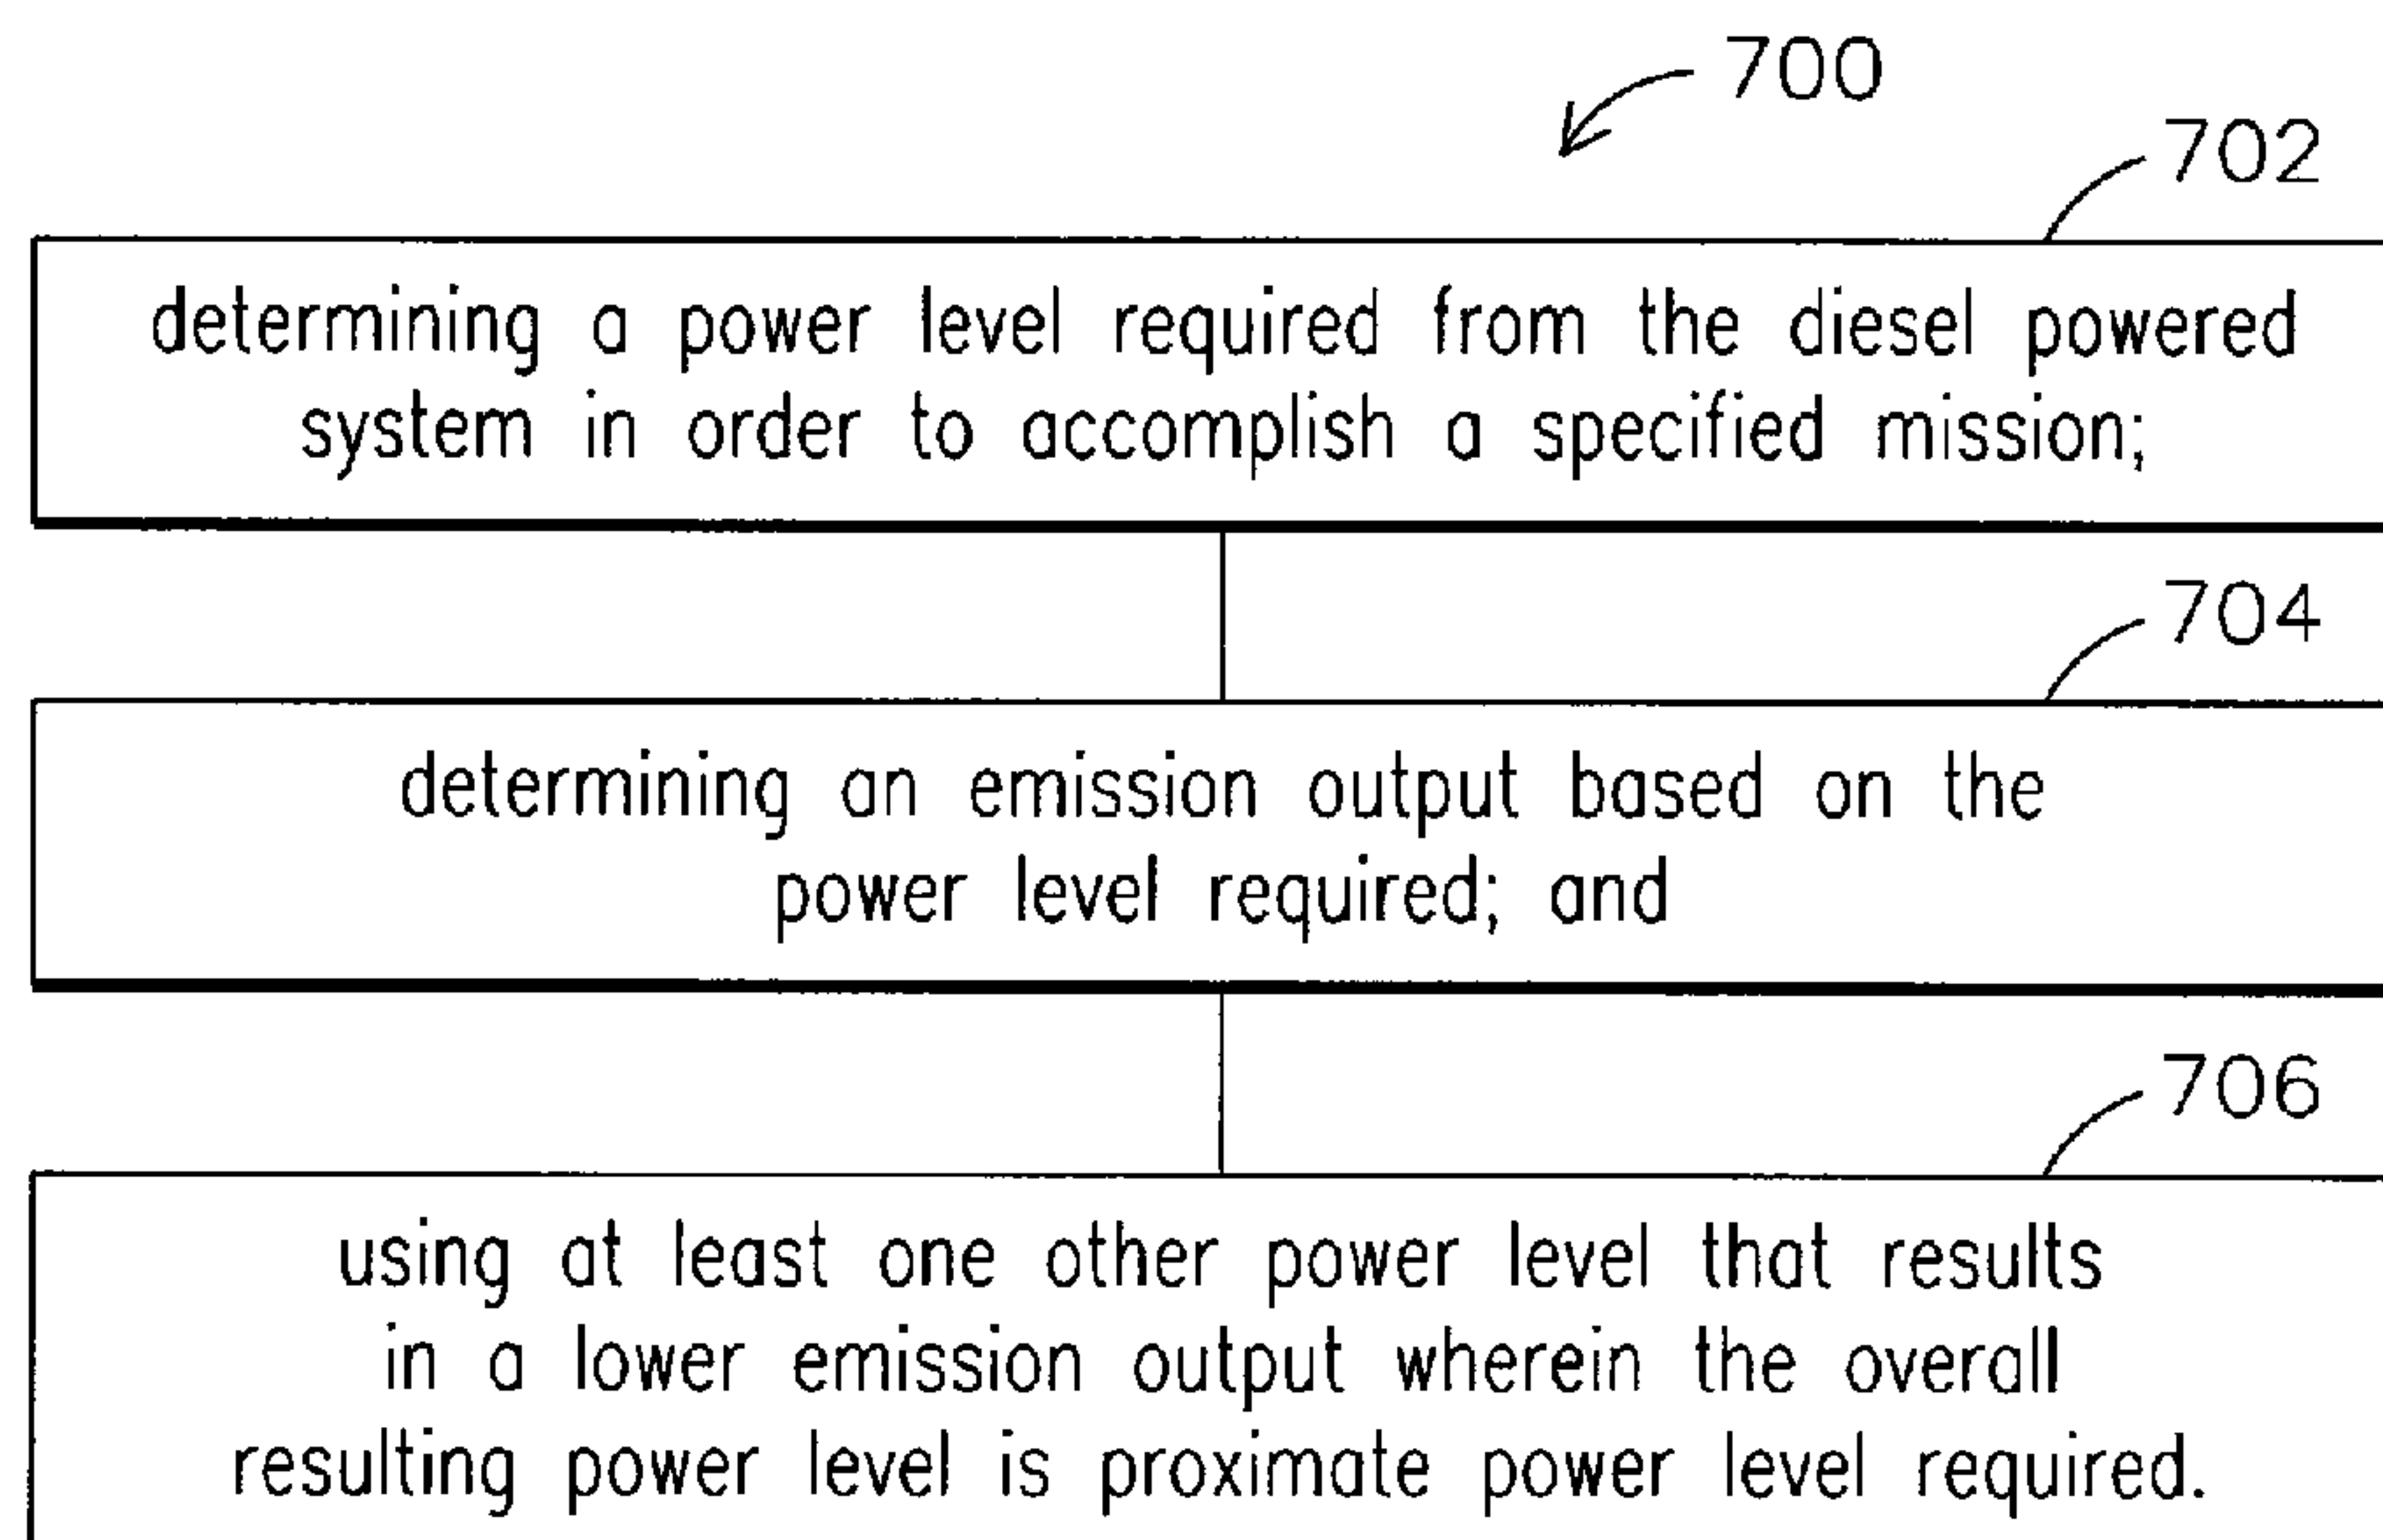 700
702
determining a power level required from the diesel powered
system in order to accomplish a specified mission;
704
determining an emission output based on the
power level required; and
706
using at least one other power level that results
in a lower emission output wherein the overall
resulting power level is proximate power level required.